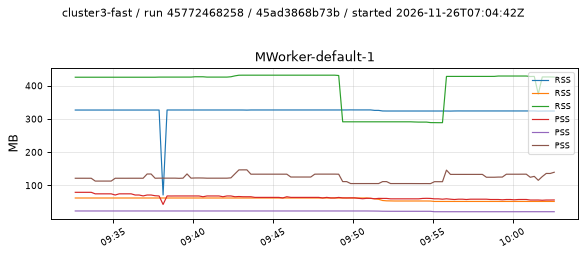 cluster3-fast / run 45772468258 / 45ad3868b73b / started 2026-11-26T07:04:42Z
MWorker-default-1
MB
400
300
200
100
RSS
RSS
RSS
PSS
PSS
PSS
09:35
09:40
09:45
09:50
09:55
10:00